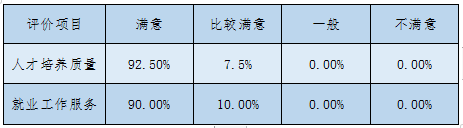 评价项目 满意 比较满意 一般 不满意
人才培养质量 92.50% 7.5% 0.00% 0.00%
就业工作服务 90.00% 10.00% 0.00% 0.00%